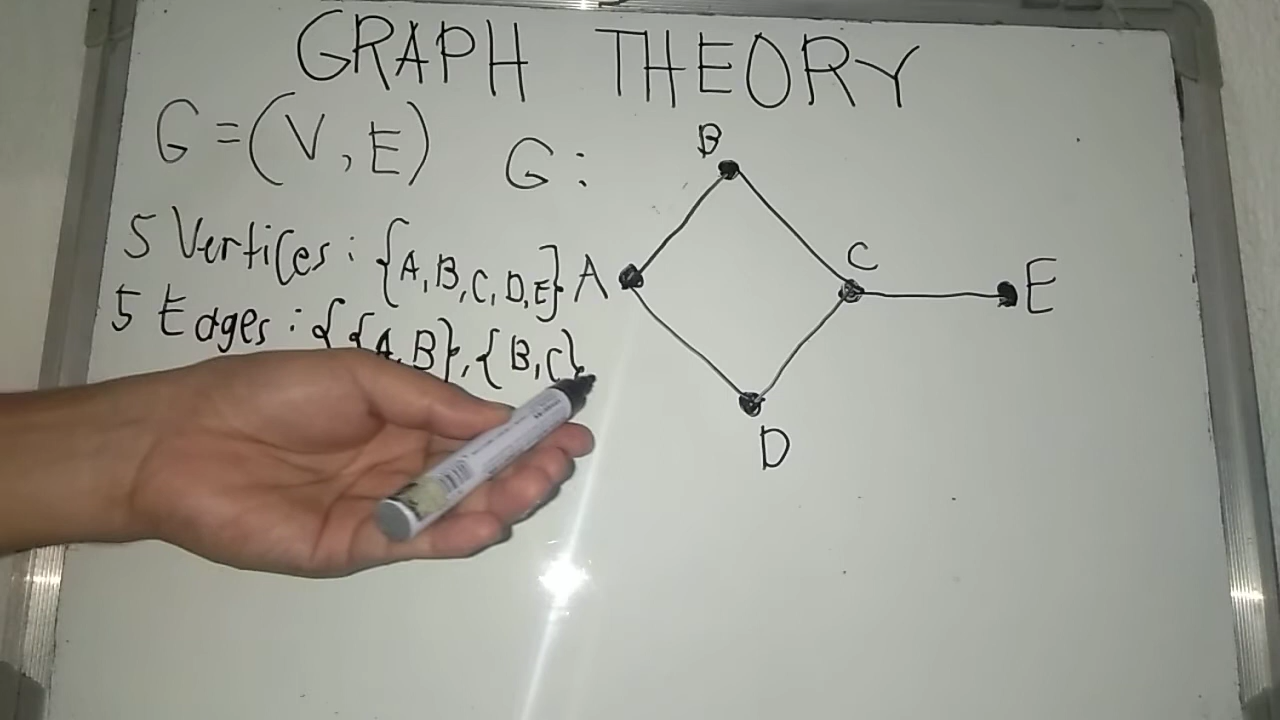 GRAPH THEORY
G = (V, E)
G:
5 Vertices : {A, B, C, D, E}
5 Edges : {{A, B}, {B, C}
B
A
C
E
D